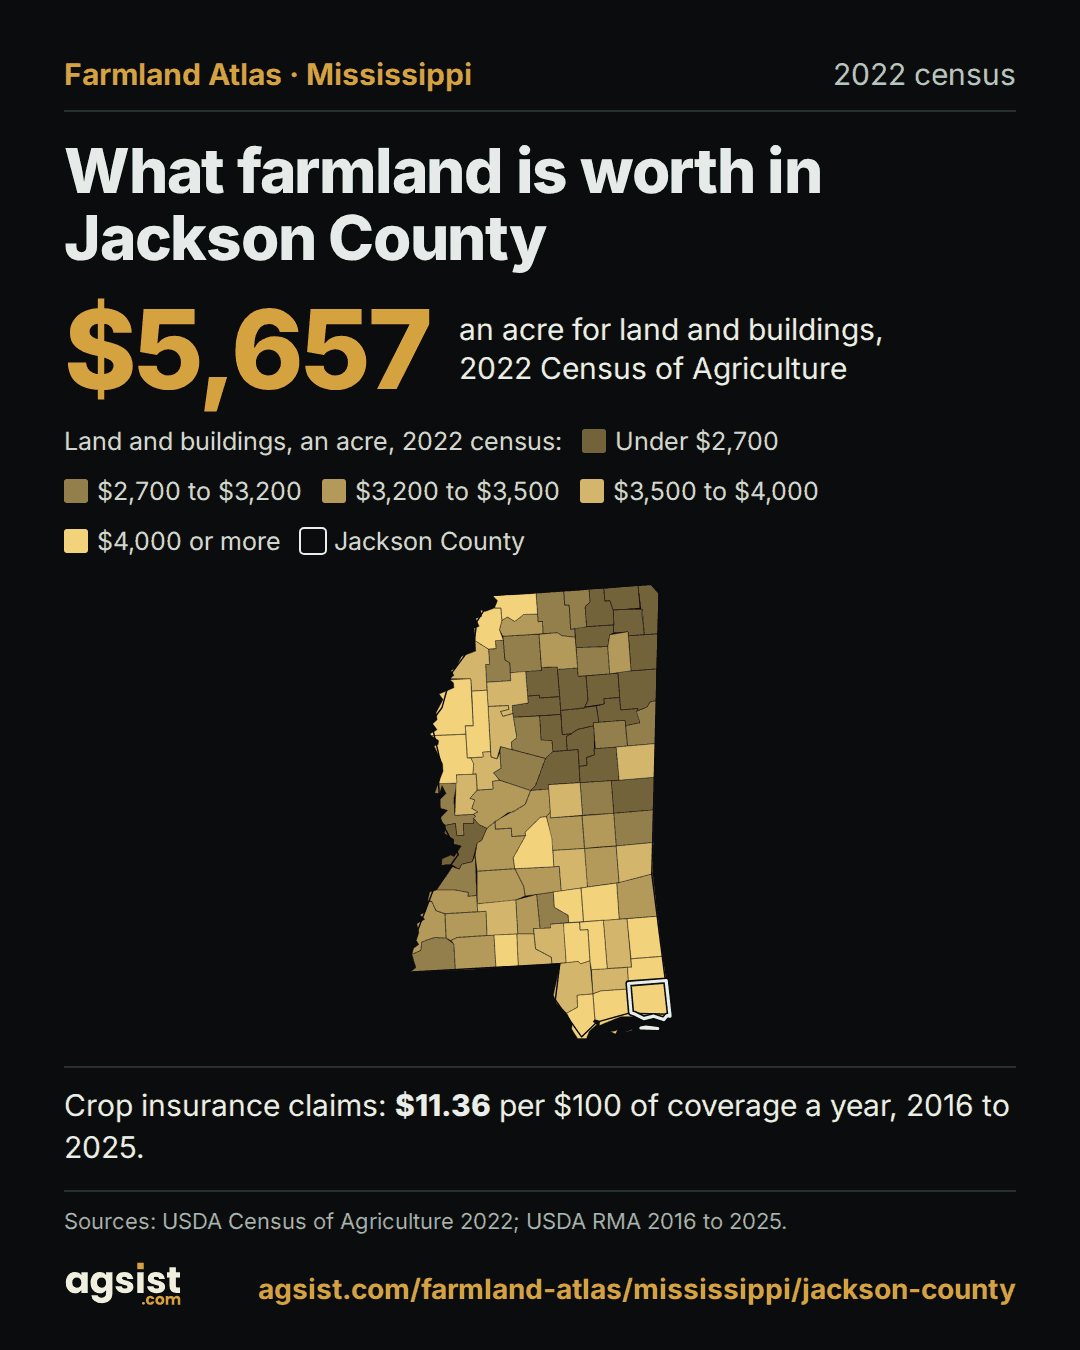 Farmland Atlas · Mississippi
2022 census
What farmland is worth in
Jackson County
$5,657
an acre for land and buildings,
2022 Census of Agriculture
Land and buildings, an acre, 2022 census: Under $2,700
$2,700 to $3,200 $3,200 to $3,500 $3,500 to $4,000
$4,000 or more Jackson County
Crop insurance claims: $11.36 per $100 of coverage a year, 2016 to
2025.
Sources: USDA Census of Agriculture 2022; USDA RMA 2016 to 2025.
agsist
.com
agsist.com/farmland-atlas/mississippi/jackson-county